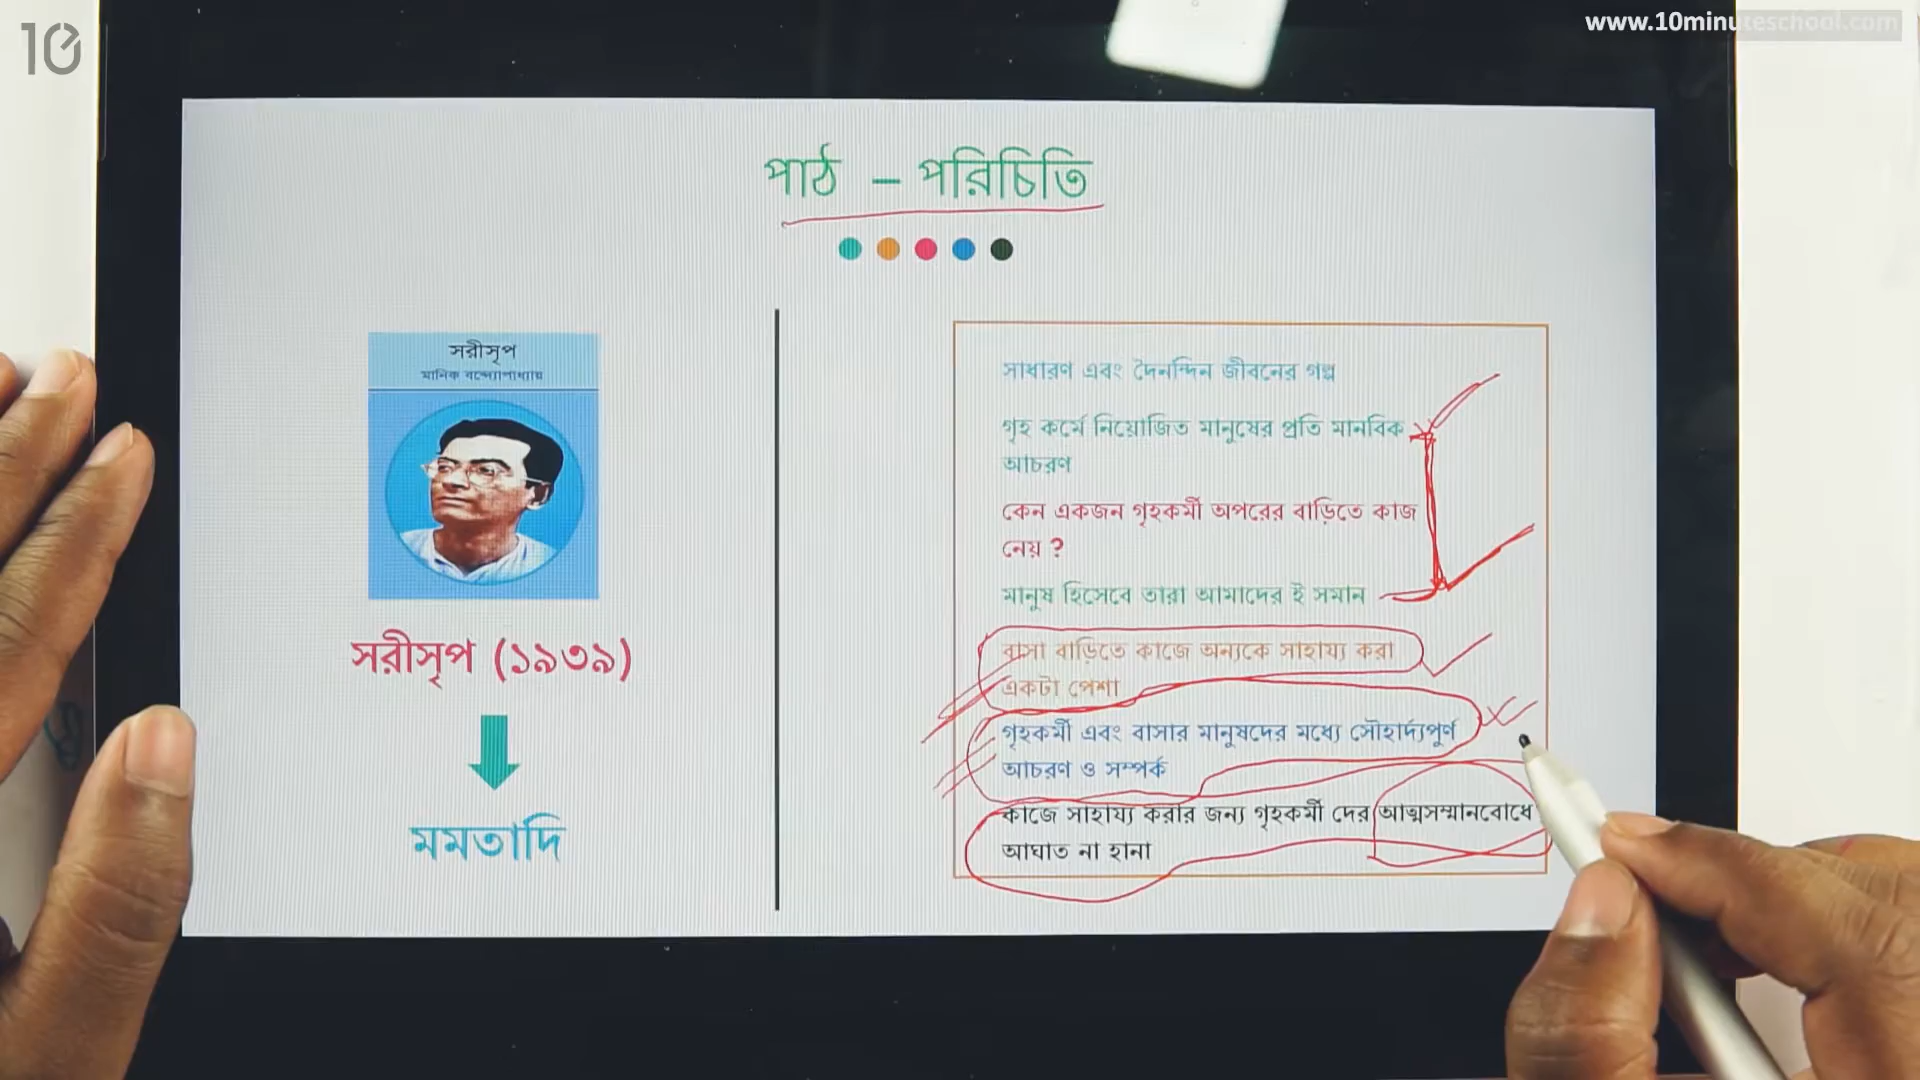 10
www.10minuteschool.com
পাঠ – পরিচিতি
সরীসৃপ
মানিক বন্দ্যোপাধ্যায়
সরীসৃপ (১৯৩৯)
মমতাদি
সাধারণ এবং দৈনন্দিন জীবনের গল্প
গৃহ কর্মে নিয়োজিত মানুষের প্রতি মানবিক
আচরণ
কেন একজন গৃহকর্মী অপরের বাড়িতে কাজ
নেয় ?
মানুষ হিসেবে তারা আমাদের ই সমান
বাসা বাড়িতে কাজে অন্যকে সাহায্য করা
একটা পেশা
গৃহকর্মী এবং বাসার মানুষদের মধ্যে সৌহার্দ্যপুর্ণ
আচরণ ও সম্পর্ক
কাজে সাহায্য করার জন্য গৃহকর্মী দের আত্মসম্মানবোধে
আঘাত না হানা